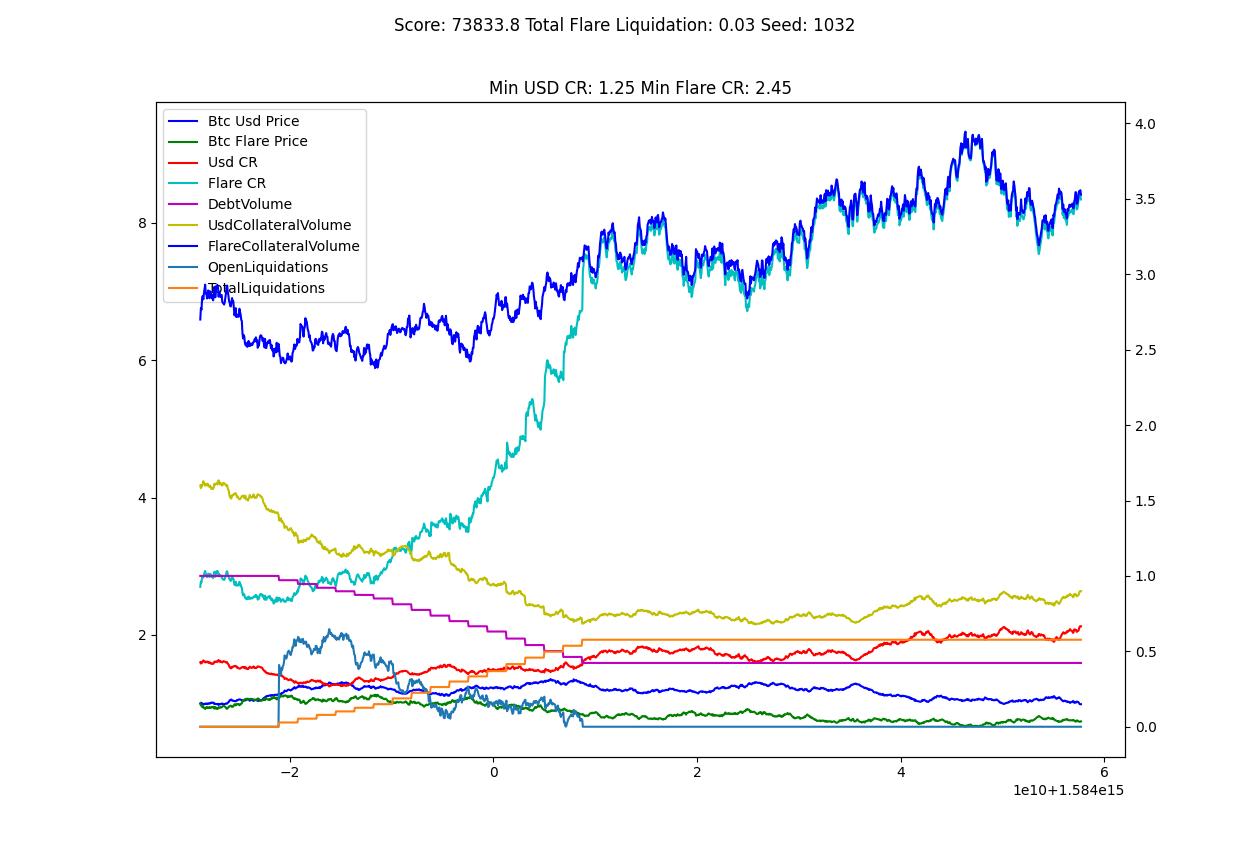 Score: 73833.8 Total Flare Liquidation: 0.03 Seed: 1032
Min USD CR: 1.25 Min Flare CR: 2.45
Btc Usd Price
Btc Flare Price
Usd CR
Flare CR
DebtVolume
UsdCollateralVolume
FlareCollateralVolume
OpenLiquidations
TotalLiquidations
8
6
4
2
4.0
3.5
3.0
2.5
2.0
1.5
1.0
0.5
0.0
−2 0 2 4 6
1e10+1.584e15